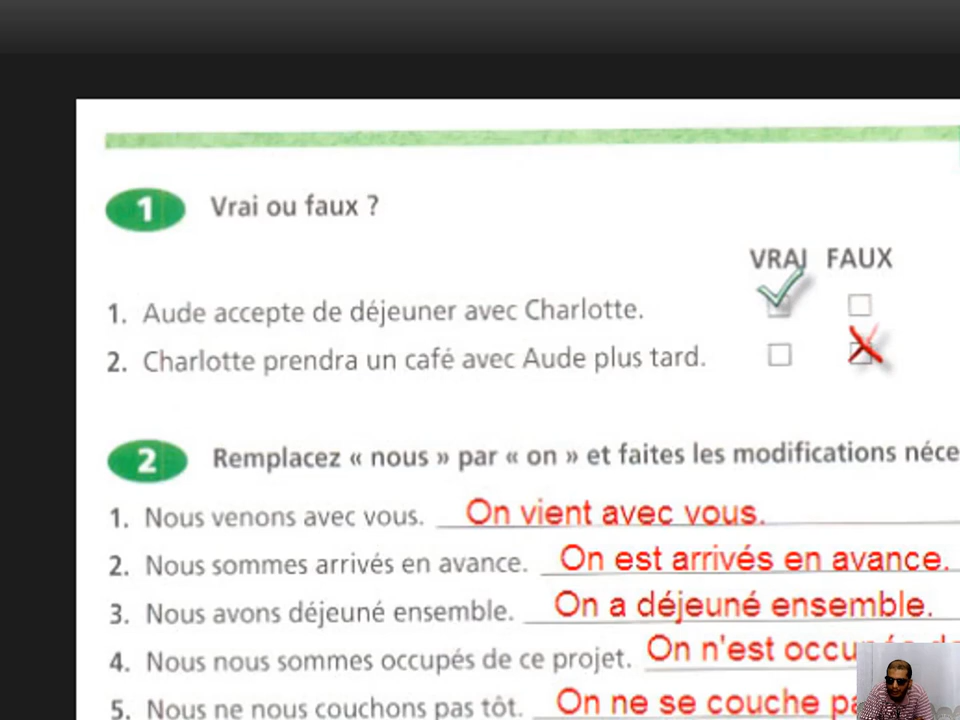 1 Vrai ou faux ?
VRAI FAUX
1. Aude accepte de déjeuner avec Charlotte.
2. Charlotte prendra un café avec Aude plus tard.
2 Remplacez « nous » par « on » et faites les modifications
1. Nous venons avec vous. On vient avec vous.
2. Nous sommes arrivés en avance. On est arrivés en avance.
3. Nous avons déjeuné ensemble. On a déjeuné ensemble.
4. Nous nous sommes occupés de ce projet. On n'est
5. Nous ne nous couchons pas tôt. On ne se couche